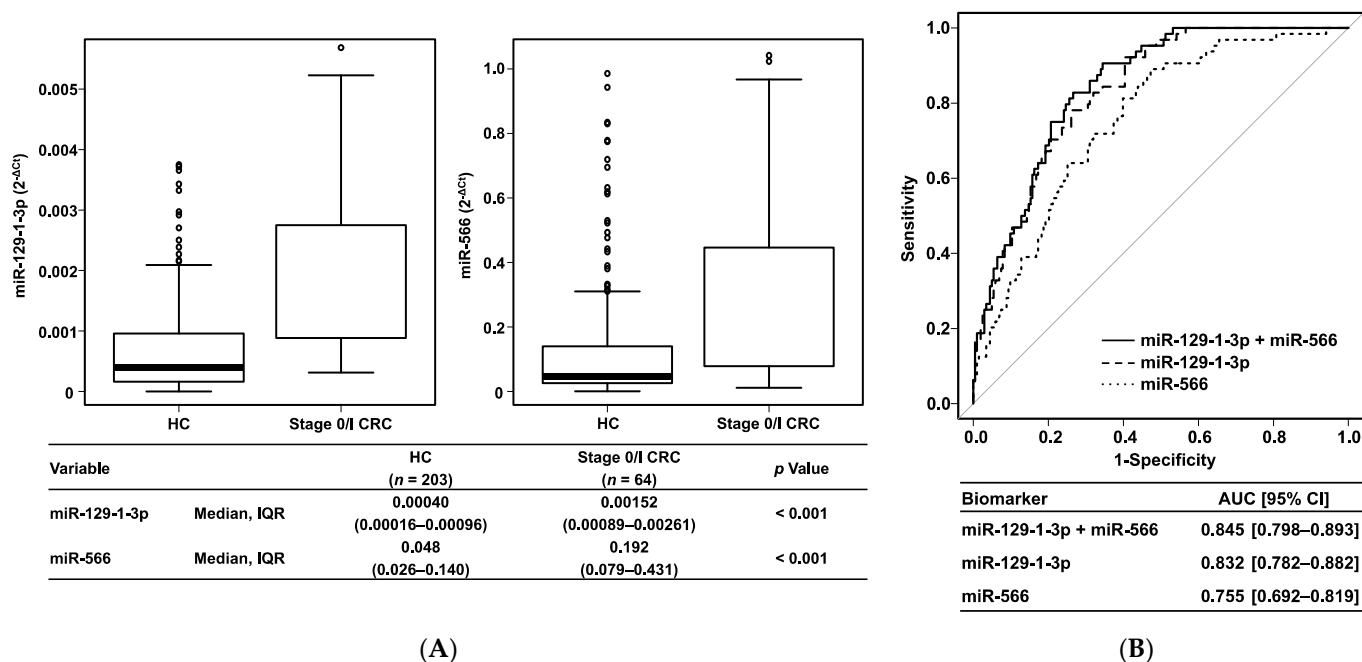 0.005
0.004
0.003
0.002
0.001
0
miR-129-1-3p (2-ΔCt)
HC
Stage 0/I CRC
1.0
0.8
0.6
0.4
0.2
0
miR-566 (2-ΔCt)
HC
Stage 0/I CRC
Variable HC (n = 203) Stage 0/I CRC (n = 64) p Value
miR-129-1-3p Median, IQR 0.00040 (0.00016–0.00096) 0.00152 (0.00089–0.00261) < 0.001
miR-566 Median, IQR 0.048 (0.026–0.140) 0.192 (0.079–0.431) < 0.001
(A)
1.0
0.8
0.6
0.4
0.2
0.0
Sensitivity
miR-129-1-3p + miR-566
miR-129-1-3p
miR-566
0.0 0.2 0.4 0.6 0.8 1.0
1-Specificity
Biomarker AUC [95% CI]
miR-129-1-3p + miR-566 0.845 [0.798–0.893]
miR-129-1-3p 0.832 [0.782–0.882]
miR-566 0.755 [0.692–0.819]
(B)